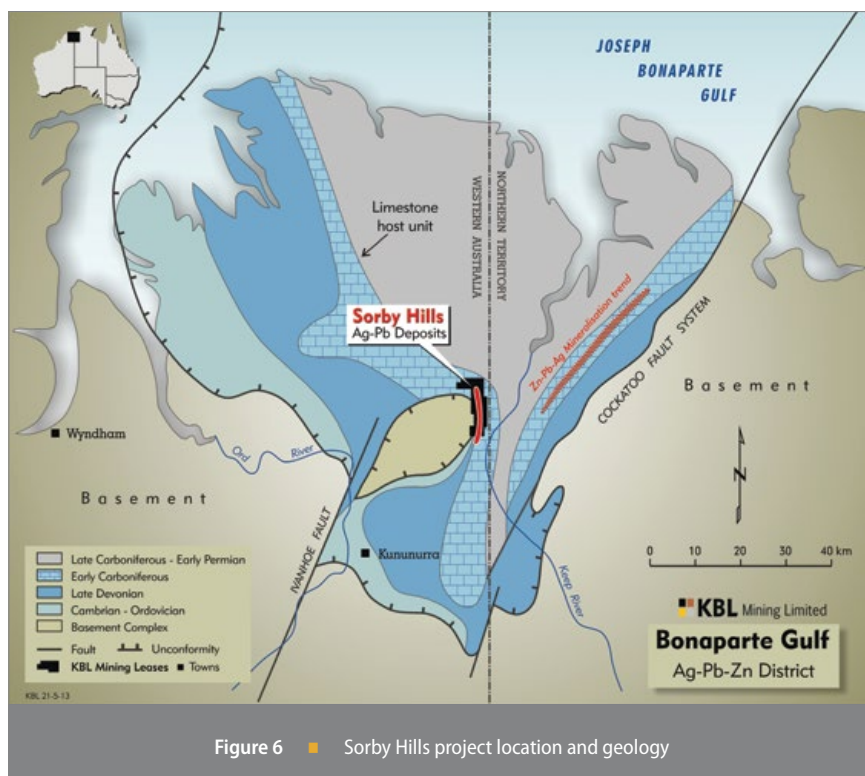 JOSEPH
BONAPARTE
GULF
Limestone
host unit
WESTERN AUSTRALIA
NORTHERN TERRITORY
Sorby Hills
Ag-Pb Deposits
Zn-Pb-Ag Mineralisation trend
COCKATOO FAULT SYSTEM
Basement
Wyndham
Ord River
Basement
N
IVANHOE FAULT
Kununurra
Keep River
0 10 20 30 40 km
Late Carboniferous - Early Permian
Early Carboniferous
Late Devonian
Cambrian - Ordovician
Basement Complex
Fault Unconformity
KBL Mining Leases Towns
KBL 21-5-13
KBL Mining Limited
Bonaparte Gulf
Ag-Pb-Zn District
Figure 6 Sorby Hills project location and geology